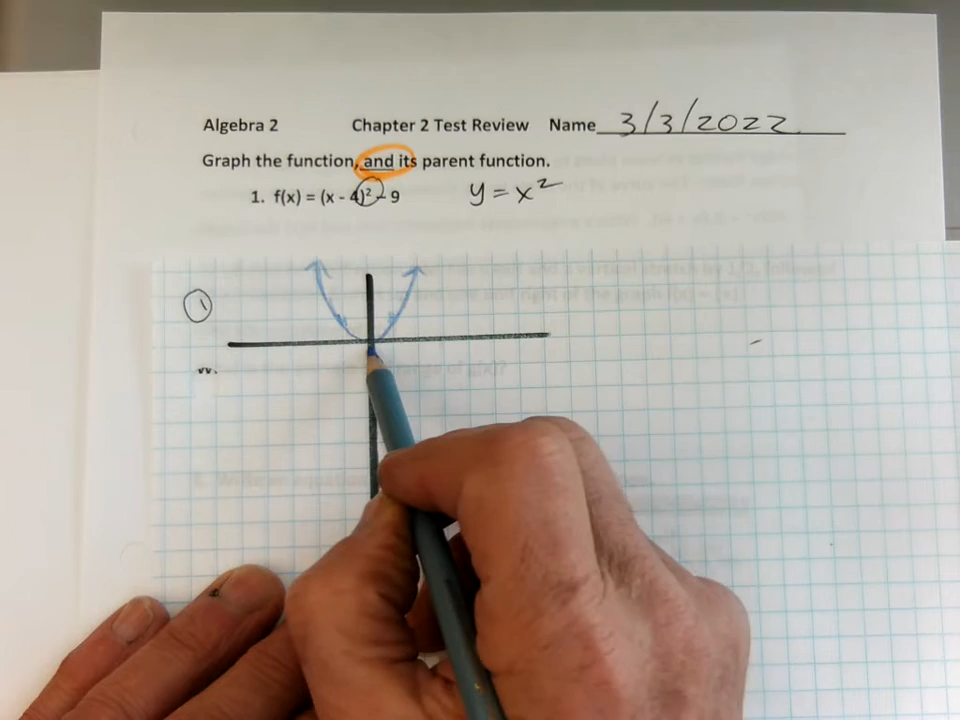 Algebra 2 Chapter 2 Test Review Name 3/3/2022
Graph the function, and its parent function.
1. f(x) = (x - 4)² - 9 y = x²
1